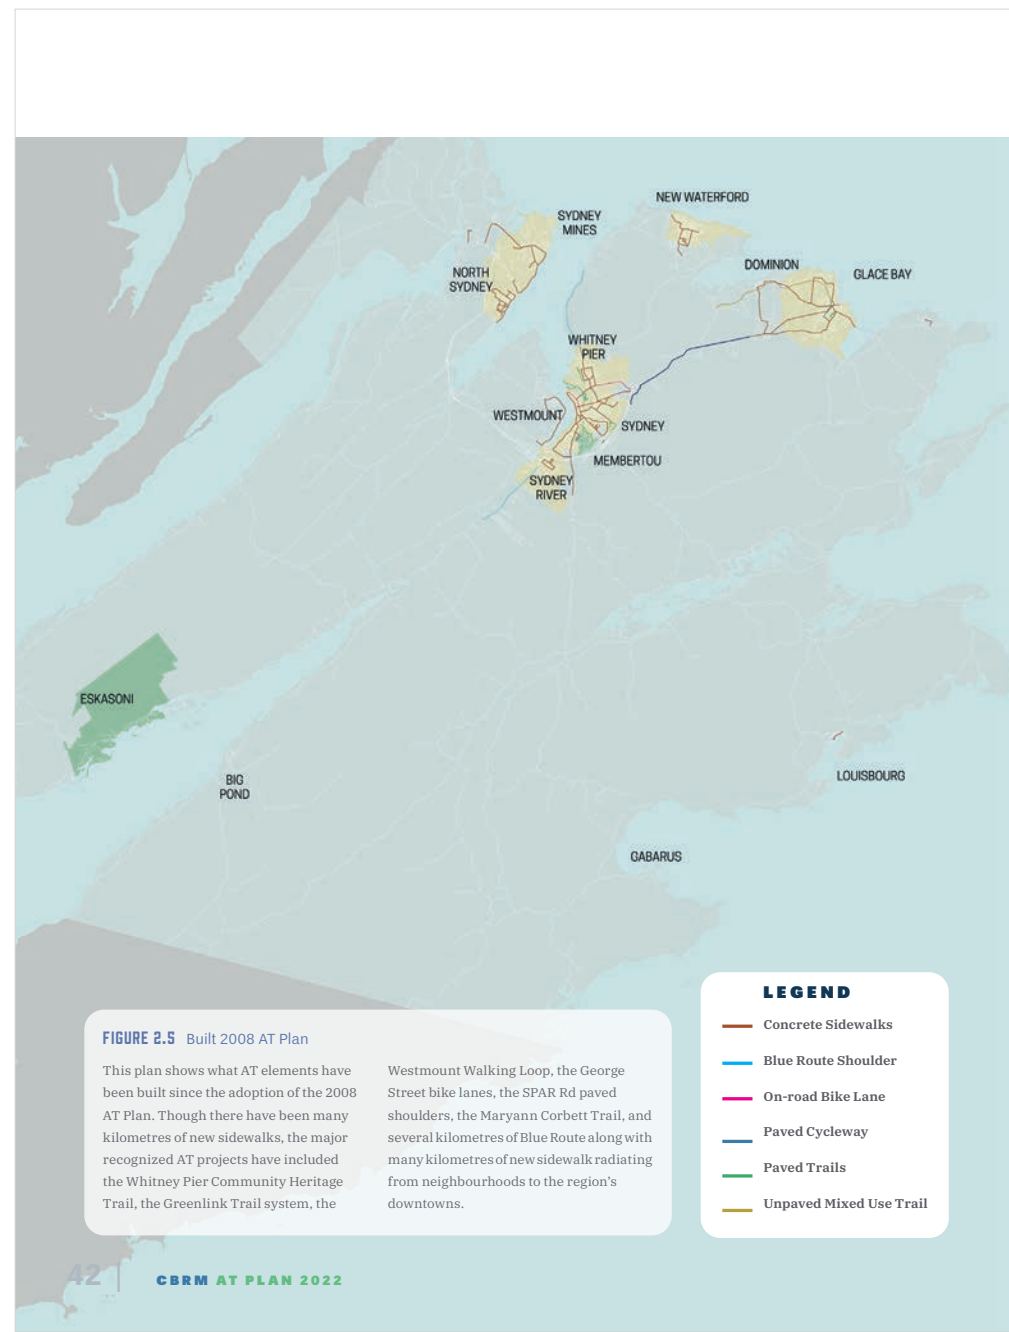 NEW WATERFORD
SYDNEY
MINES
DOMINION
GLACE BAY
NORTH
SYDNEY
WHITNEY
PIER
WESTMOUNT
SYDNEY
MEMBERTOU
SYDNEY
RIVER
ESKASONI
BIG
POND
LOUISBOURG
GABARUS
LEGEND
Concrete Sidewalks
Blue Route Shoulder
On-road Bike Lane
Paved Cycleway
Paved Trails
Unpaved Mixed Use Trail
FIGURE 2.5 Built 2008 AT Plan
This plan shows what AT elements have
been built since the adoption of the 2008
AT Plan. Though there have been many
kilometres of new sidewalks, the major
recognized AT projects have included
the Whitney Pier Community Heritage
Trail, the Greenlink Trail system, the
Westmount Walking Loop, the George
Street bike lanes, the SPAR Rd paved
shoulders, the Maryann Corbett Trail, and
several kilometres of Blue Route along with
many kilometres of new sidewalk radiating
from neighbourhoods to the region's
downtowns.
42 | CBRM AT PLAN 2022